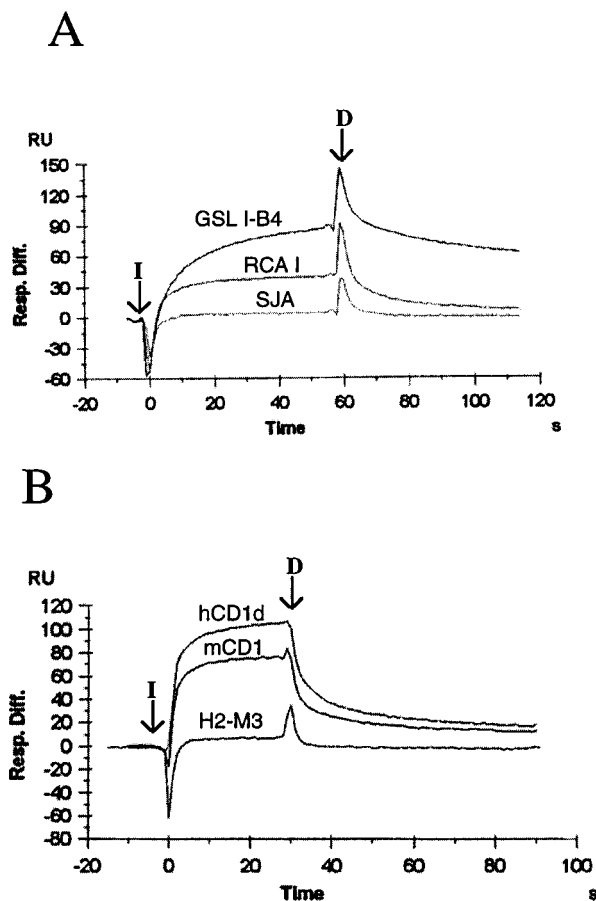 A
RU
D
150
120
90
60
30
0
-30
-60
Resp. Diff.
I
GSL I-B4
RCA I
SJA
-20 0 20 40 60 80 100 120
Time s
B
RU
D
120
100
80
60
40
20
0
-20
-40
-60
-80
Resp. Diff.
I
hCD1d
mCD1
H2-M3
-20 0 20 40 60 80 100
Time s